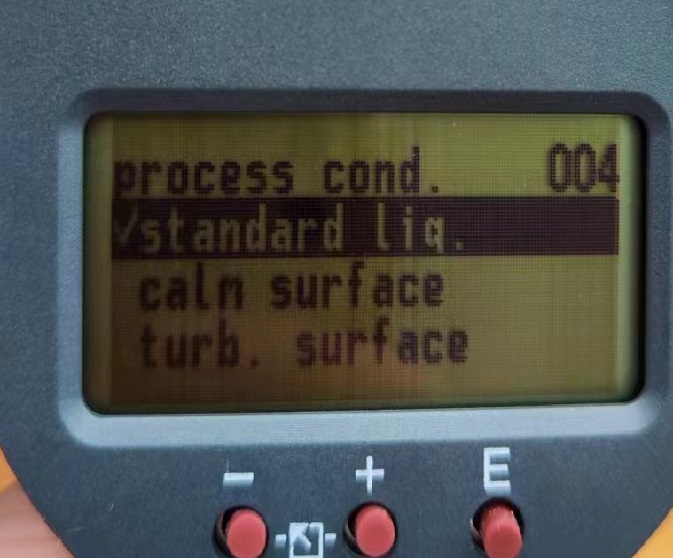 process cond. 004
✓standard liq.
calm surface
turb. surface
- + E